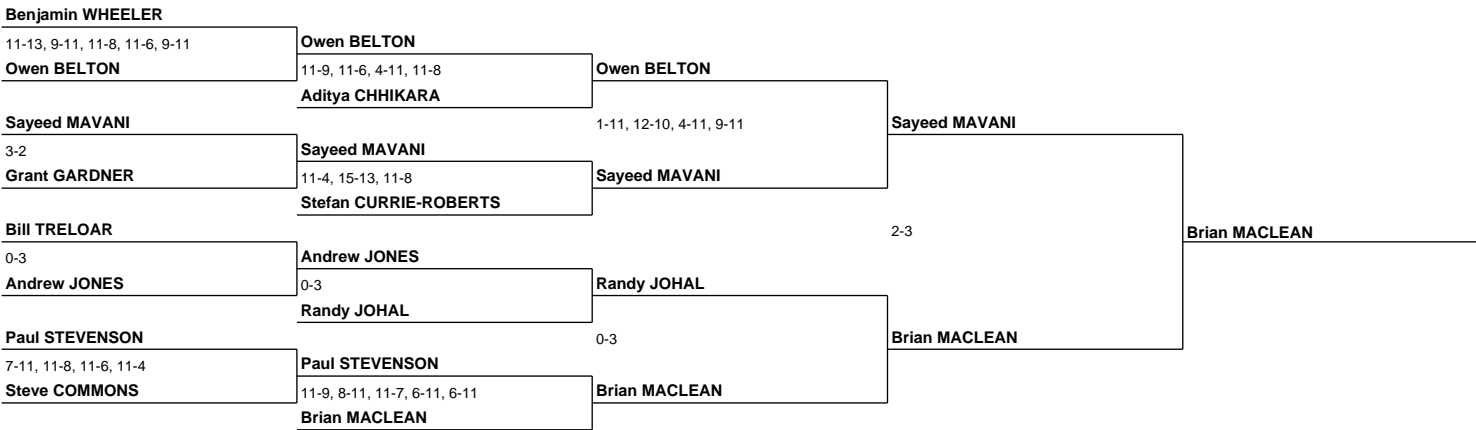 Benjamin WHEELER
11-13, 9-11, 11-8, 11-6, 9-11
Owen BELTON
Owen BELTON
11-9, 11-6, 4-11, 11-8
Aditya CHHIKARA
Owen BELTON
Sayeed MAVANI
3-2
Grant GARDNER
Sayeed MAVANI
11-4, 15-13, 11-8
Stefan CURRIE-ROBERTS
1-11, 12-10, 4-11, 9-11
Sayeed MAVANI
Sayeed MAVANI
Bill TRELOAR
0-3
Andrew JONES
Andrew JONES
0-3
Randy JOHAL
Randy JOHAL
2-3
Brian MACLEAN
Paul STEVENSON
7-11, 11-8, 11-6, 11-4
Steve COMMONS
Paul STEVENSON
11-9, 8-11, 11-7, 6-11, 6-11
Brian MACLEAN
0-3
Brian MACLEAN
Brian MACLEAN